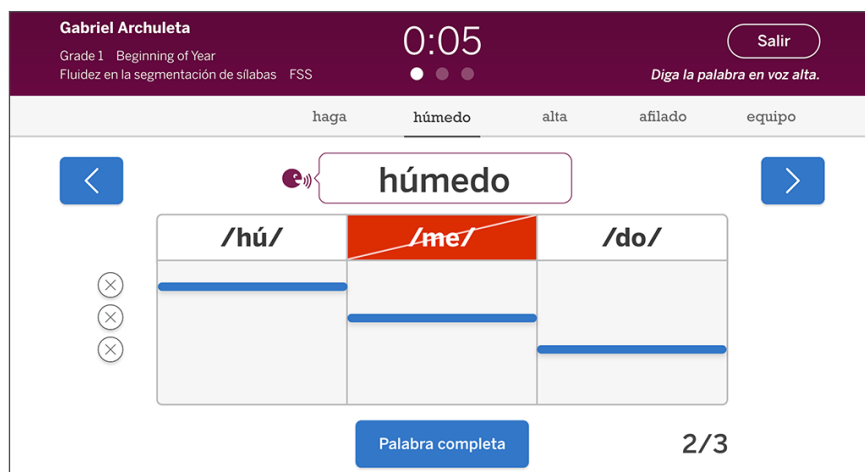 Gabriel Archuleta
Grade 1 Beginning of Year
Fluidez en la segmentación de sílabas FSS
0:05
Salir
Diga la palabra en voz alta.
haga húmedo alta afilado equipo
húmedo
/hú/ /me/ /do/
Palabra completa
2/3